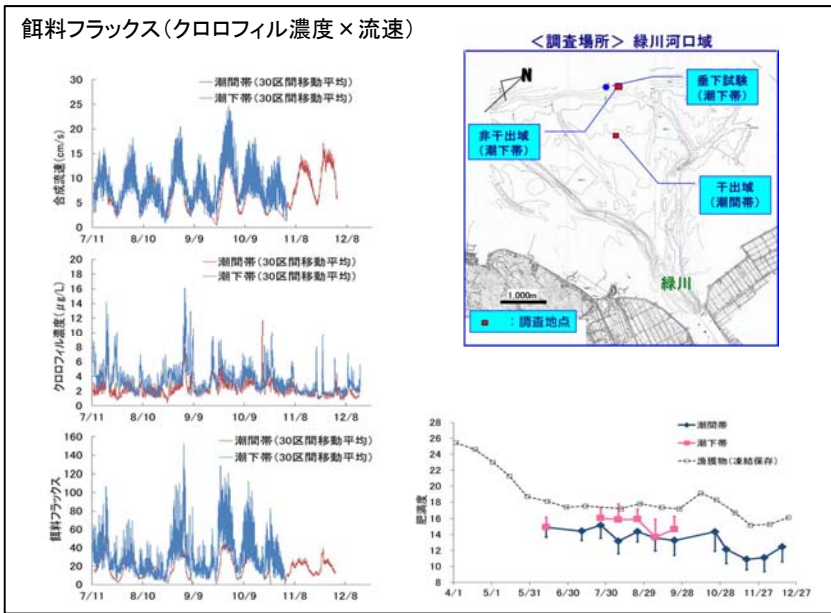 餌料フラックス（クロロフィル濃度×流速）
潮間帯（30区間移動平均）
潮下帯（30区間移動平均）
合成流速(cm/s)
30
25
20
15
10
5
0
7/11 8/10 9/9 10/9 11/8 12/8
潮間帯（30区間移動平均）
潮下帯（30区間移動平均）
クロロフィル濃度(μg/L)
20
18
16
14
12
10
8
6
4
2
0
7/11 8/10 9/9 10/9 11/8 12/8
潮間帯（30区間移動平均）
潮下帯（30区間移動平均）
餌料フラックス
160
140
120
100
80
60
40
20
0
7/11 8/10 9/9 10/9 11/8 12/8
＜調査場所＞ 緑川河口域
N
垂下試験
（潮下帯）
非干出域
（潮下帯）
干出域
（潮間帯）
緑川
1,000m
：調査地点
潮間帯
潮下帯
漁獲物（凍結保存）
肥満度
28
26
24
22
20
18
16
14
12
10
8
4/1 5/1 5/31 6/30 7/30 8/29 9/28 10/28 11/27 12/27